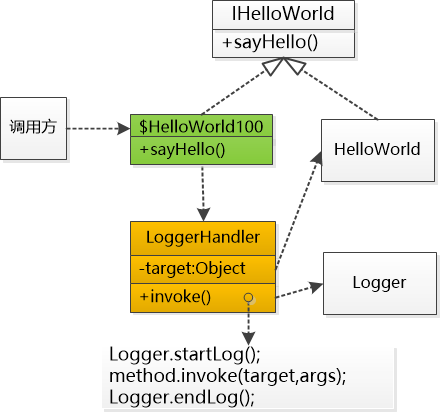 IHelloWorld
+sayHello()
调用方
$HelloWorld100
+sayHello()
HelloWorld
LoggerHandler
-target:Object
+invoke()
Logger
Logger.startLog();
method.invoke(target,args);
Logger.endLog();